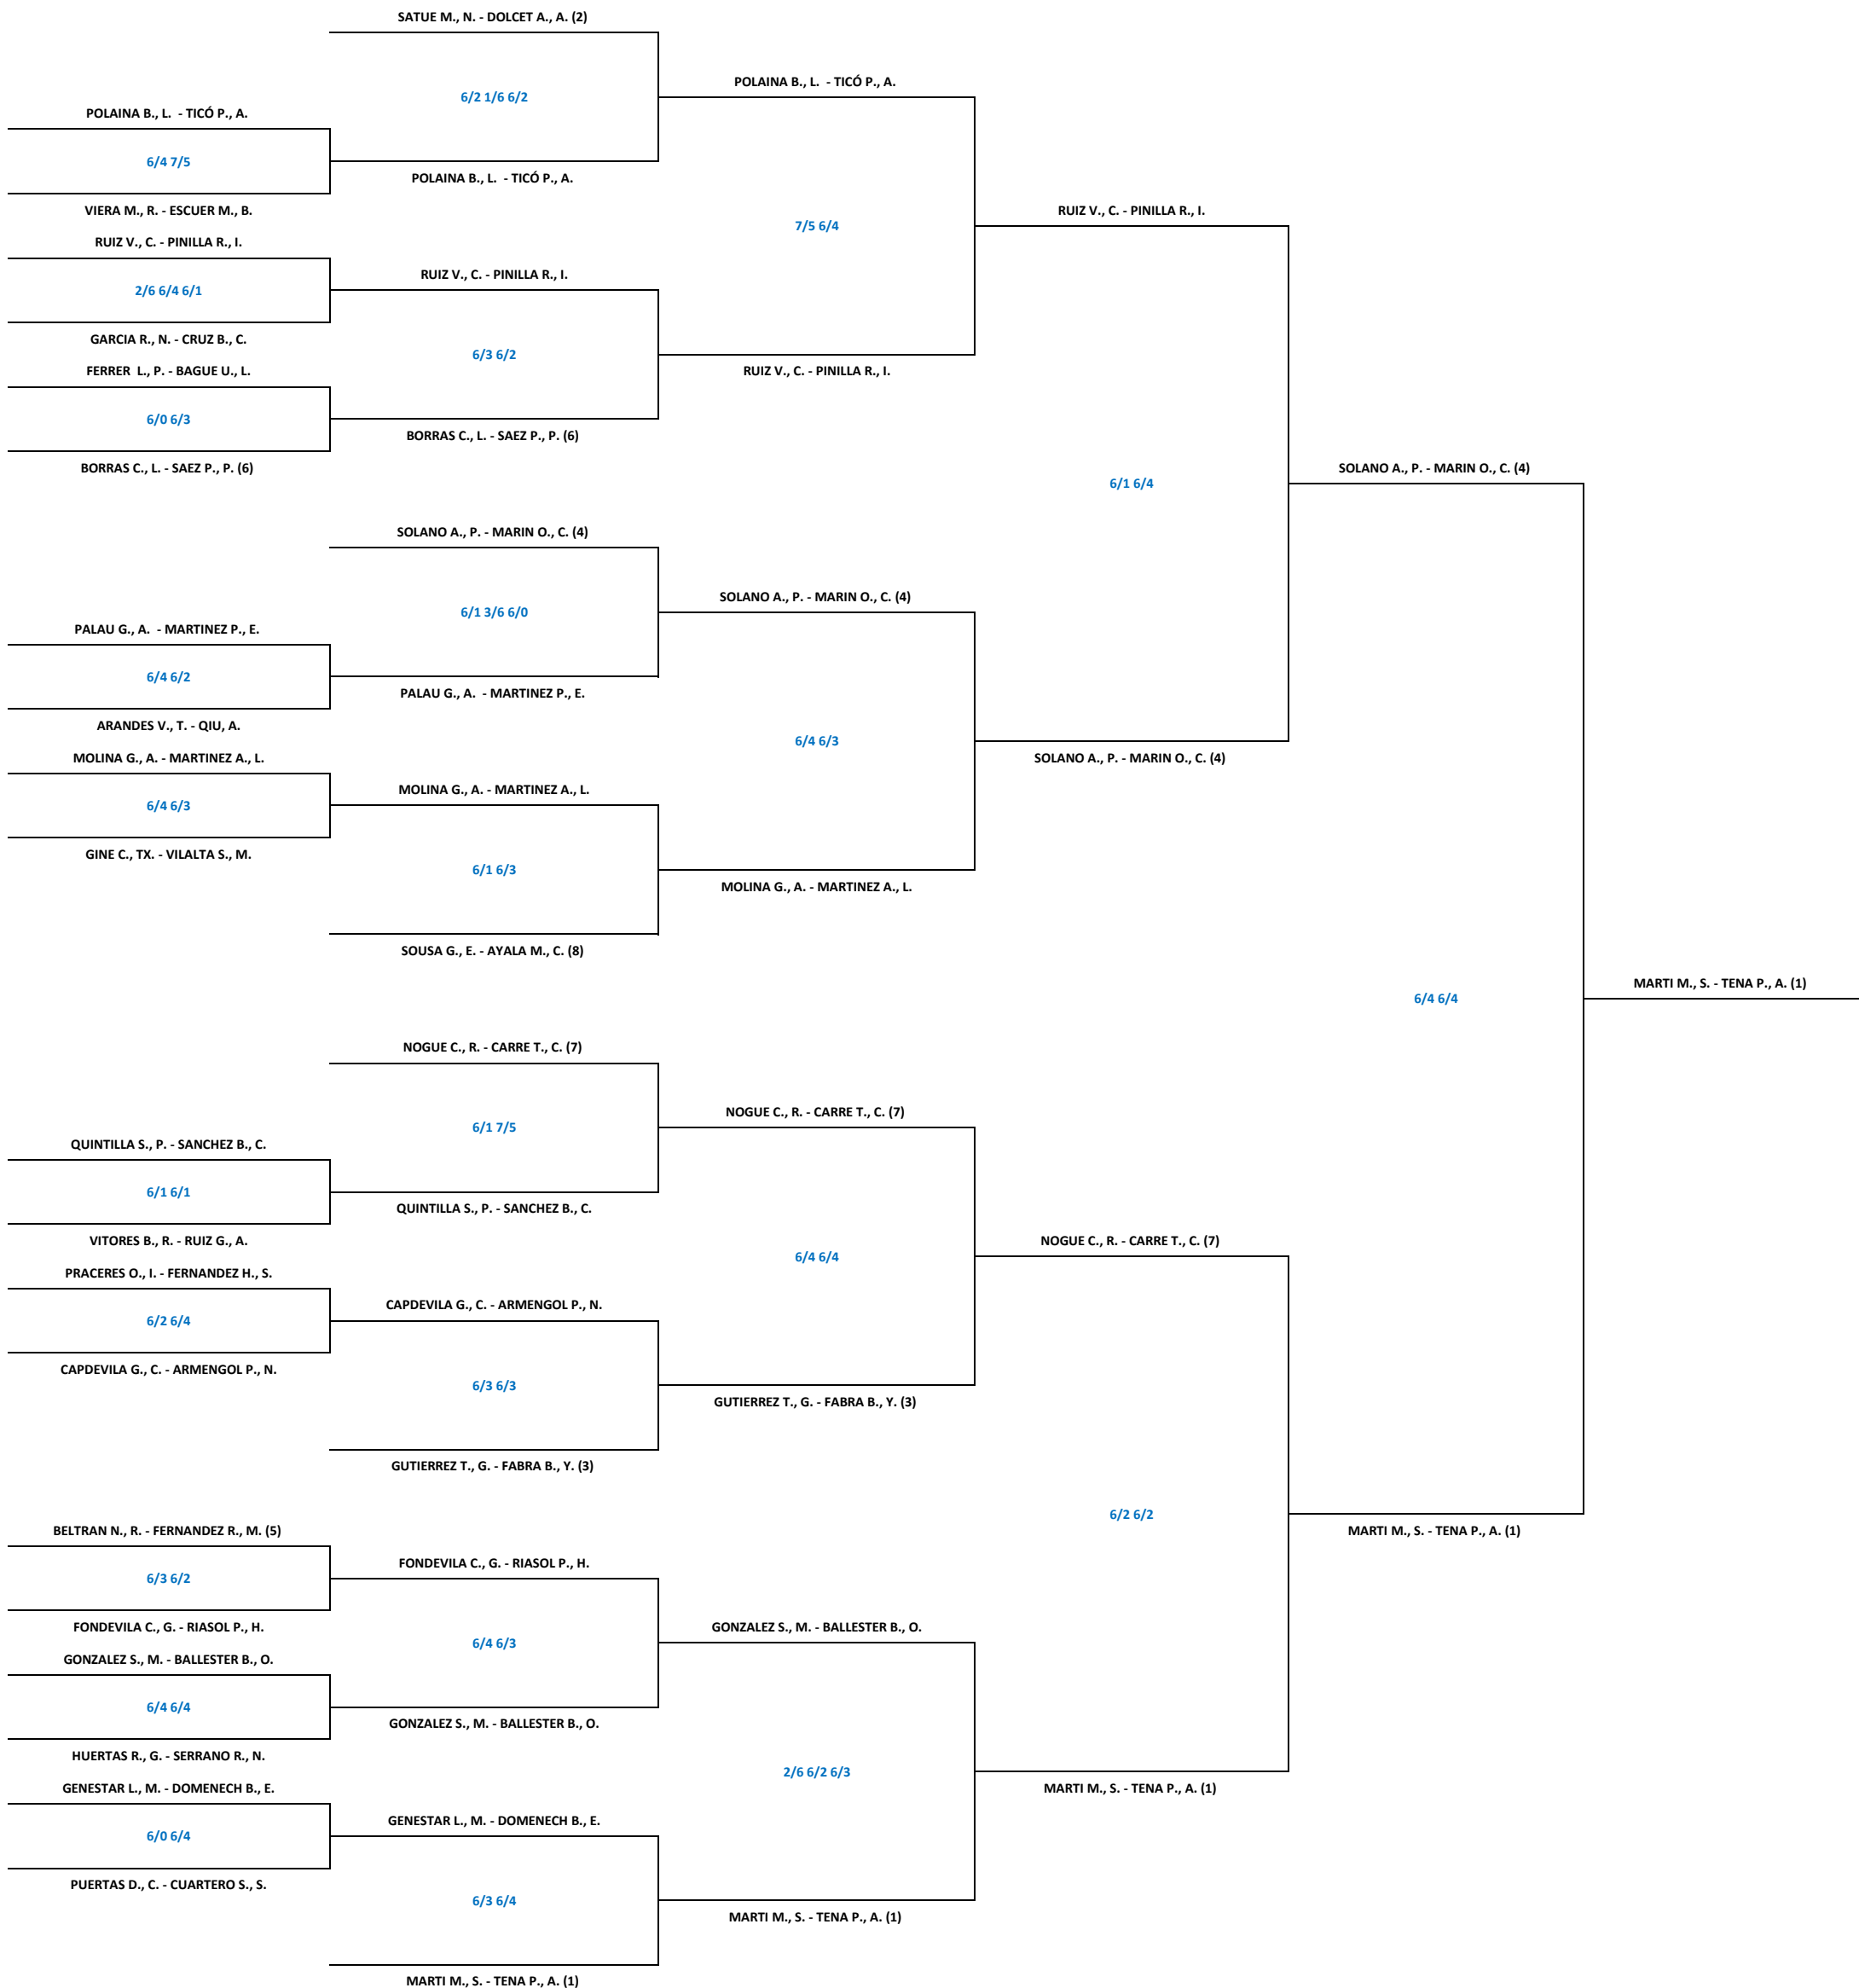 SATUE M., N. - DOLCET A., A. (2)
POLAINA B., L.  - TICÓ P., A.
6/2 1/6 6/2
POLAINA B., L.  - TICÓ P., A.
6/4 7/5
POLAINA B., L.  - TICÓ P., A.
VIERA M., R. - ESCUER M., B.
RUIZ V., C. - PINILLA R., I.
7/5 6/4
RUIZ V., C. - PINILLA R., I.
RUIZ V., C. - PINILLA R., I.
2/6 6/4 6/1
GARCIA R., N. - CRUZ B., C.
6/3 6/2
FERRER  L., P. - BAGUE U., L.
RUIZ V., C. - PINILLA R., I.
6/0 6/3
BORRAS C., L. - SAEZ P., P. (6)
BORRAS C., L. - SAEZ P., P. (6)
SOLANO A., P. - MARIN O., C. (4)
6/1 6/4
SOLANO A., P. - MARIN O., C. (4)
SOLANO A., P. - MARIN O., C. (4)
6/1 3/6 6/0
PALAU G., A.  - MARTINEZ P., E.
6/4 6/2
PALAU G., A.  - MARTINEZ P., E.
ARANDES V., T. - QIU, A.
6/4 6/3
MOLINA G., A. - MARTINEZ A., L.
SOLANO A., P. - MARIN O., C. (4)
MOLINA G., A. - MARTINEZ A., L.
6/4 6/3
GINE C., TX. - VILALTA S., M.
6/1 6/3
MOLINA G., A. - MARTINEZ A., L.
SOUSA G., E. - AYALA M., C. (8)
MARTI M., S. - TENA P., A. (1)
6/4 6/4
NOGUE C., R. - CARRE T., C. (7)
NOGUE C., R. - CARRE T., C. (7)
6/1 7/5
QUINTILLA S., P. - SANCHEZ B., C.
6/1 6/1
QUINTILLA S., P. - SANCHEZ B., C.
VITORES B., R. - RUIZ G., A.
NOGUE C., R. - CARRE T., C. (7)
6/4 6/4
PRACERES O., I. - FERNANDEZ H., S.
CAPDEVILA G., C. - ARMENGOL P., N.
6/2 6/4
CAPDEVILA G., C. - ARMENGOL P., N.
6/3 6/3
GUTIERREZ T., G. - FABRA B., Y. (3)
GUTIERREZ T., G. - FABRA B., Y. (3)
6/2 6/2
BELTRAN N., R. - FERNANDEZ R., M. (5)
MARTI M., S. - TENA P., A. (1)
FONDEVILA C., G. - RIASOL P., H.
6/3 6/2
FONDEVILA C., G. - RIASOL P., H.
GONZALEZ S., M. - BALLESTER B., O.
6/4 6/3
GONZALEZ S., M. - BALLESTER B., O.
6/4 6/4
GONZALEZ S., M. - BALLESTER B., O.
HUERTAS R., G. - SERRANO R., N.
2/6 6/2 6/3
GENESTAR L., M. - DOMENECH B., E.
MARTI M., S. - TENA P., A. (1)
GENESTAR L., M. - DOMENECH B., E.
6/0 6/4
PUERTAS D., C. - CUARTERO S., S.
6/3 6/4
MARTI M., S. - TENA P., A. (1)
MARTI M., S. - TENA P., A. (1)